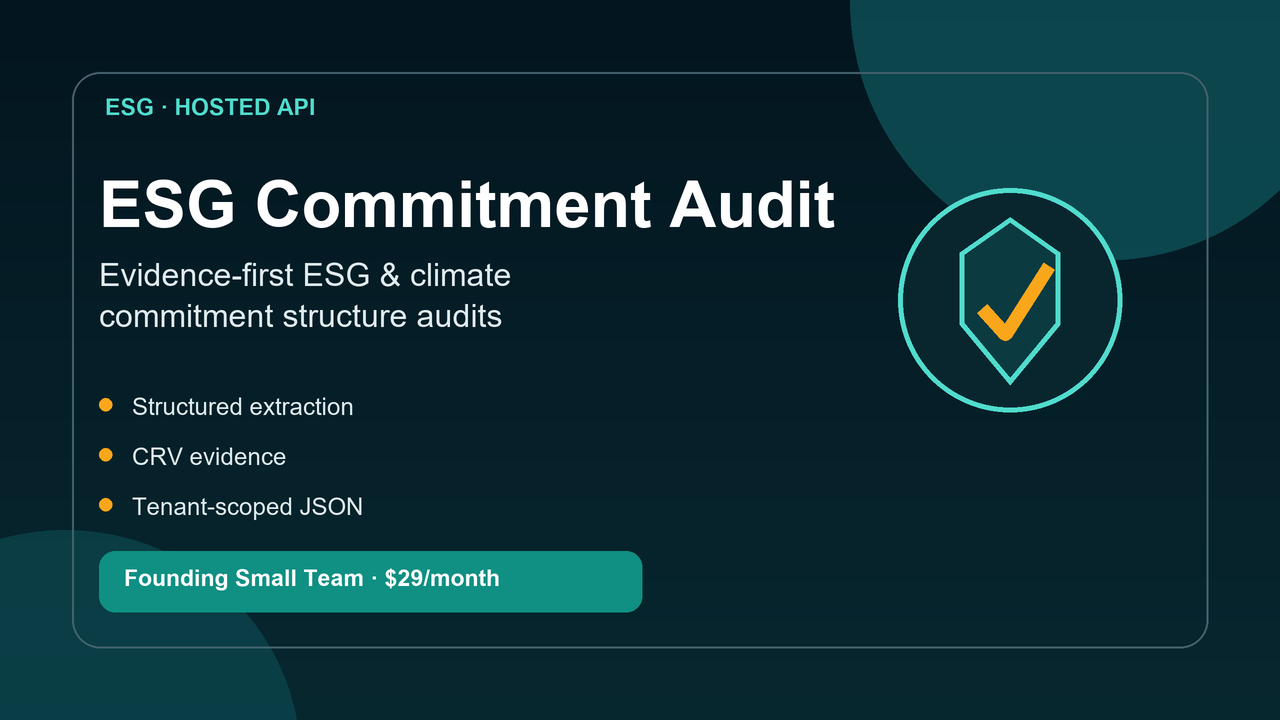 ESG · HOSTED API
ESG Commitment Audit
Evidence-first ESG & climate
commitment structure audits
Structured extraction
CRV evidence
Tenant-scoped JSON
Founding Small Team · $29/month